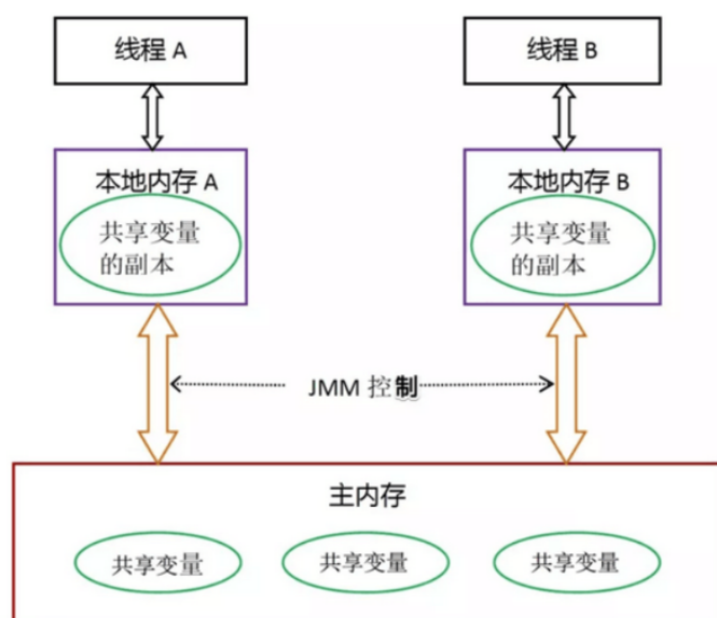 线程 A
线程 B
本地内存 A
本地内存 B
共享变量
的副本
共享变量
的副本
JMM 控制
主内存
共享变量
共享变量
共享变量